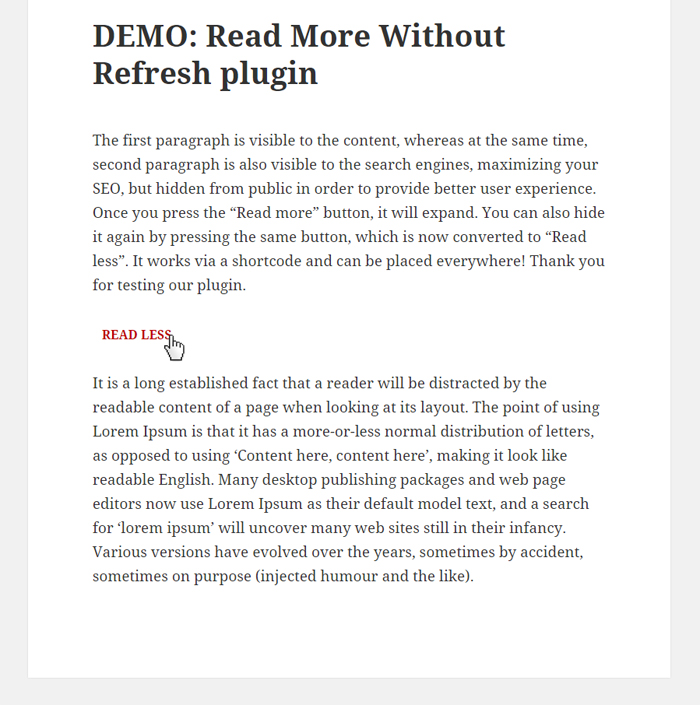 DEMO: Read More Without
Refresh plugin
The first paragraph is visible to the content, whereas at the same time,
second paragraph is also visible to the search engines, maximizing your
SEO, but hidden from public in order to provide better user experience.
Once you press the “Read more” button, it will expand. You can also hide
it again by pressing the same button, which is now converted to “Read
less”. It works via a shortcode and can be placed everywhere! Thank you
for testing our plugin.
READ LESS
It is a long established fact that a reader will be distracted by the
readable content of a page when looking at its layout. The point of using
Lorem Ipsum is that it has a more-or-less normal distribution of letters,
as opposed to using ‘Content here, content here’, making it look like
readable English. Many desktop publishing packages and web page
editors now use Lorem Ipsum as their default model text, and a search
for ‘lorem ipsum’ will uncover many web sites still in their infancy.
Various versions have evolved over the years, sometimes by accident,
sometimes on purpose (injected humour and the like).